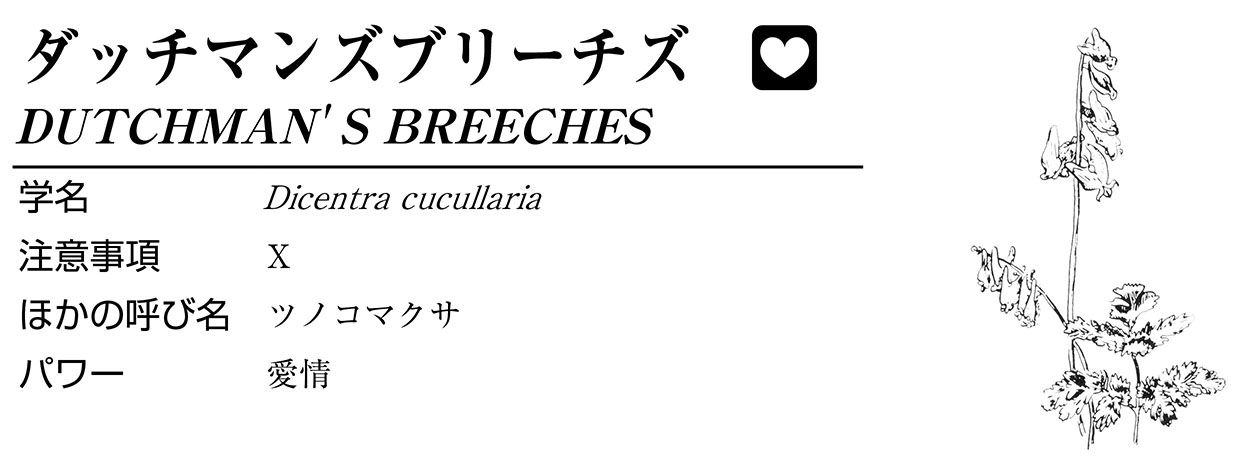 ダッチマンズブリーチズ
DUTCHMAN'S BREECHES
学名 Dicentra cucullaria
注意事項 X
ほかの呼び名 ツノコマクサ
パワー 愛情